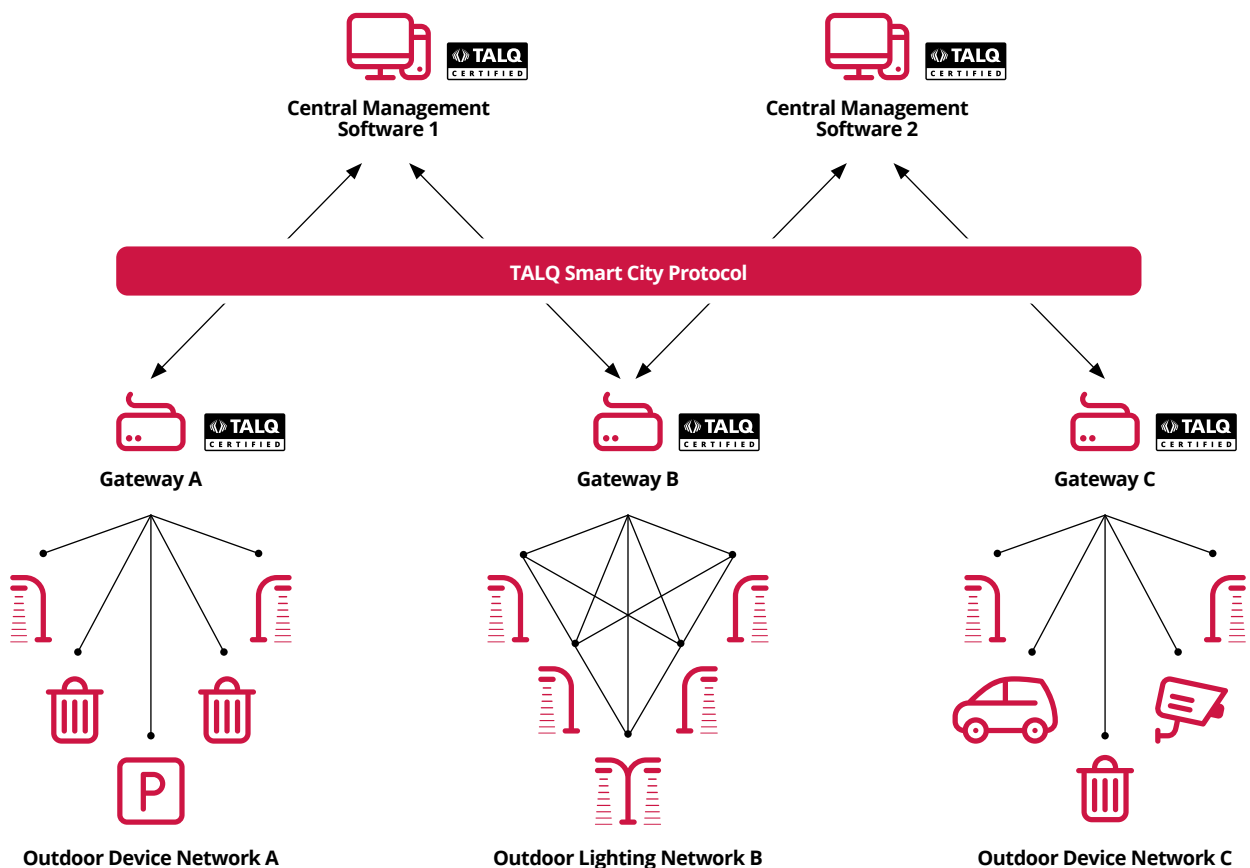 TALQ
CERTIFIED
TALQ
CERTIFIED
Central Management
Software 1
Central Management
Software 2
TALQ Smart City Protocol
TALQ
CERTIFIED
TALQ
CERTIFIED
TALQ
CERTIFIED
Gateway A
Gateway B
Gateway C
P
Outdoor Device Network A
Outdoor Lighting Network B
Outdoor Device Network C